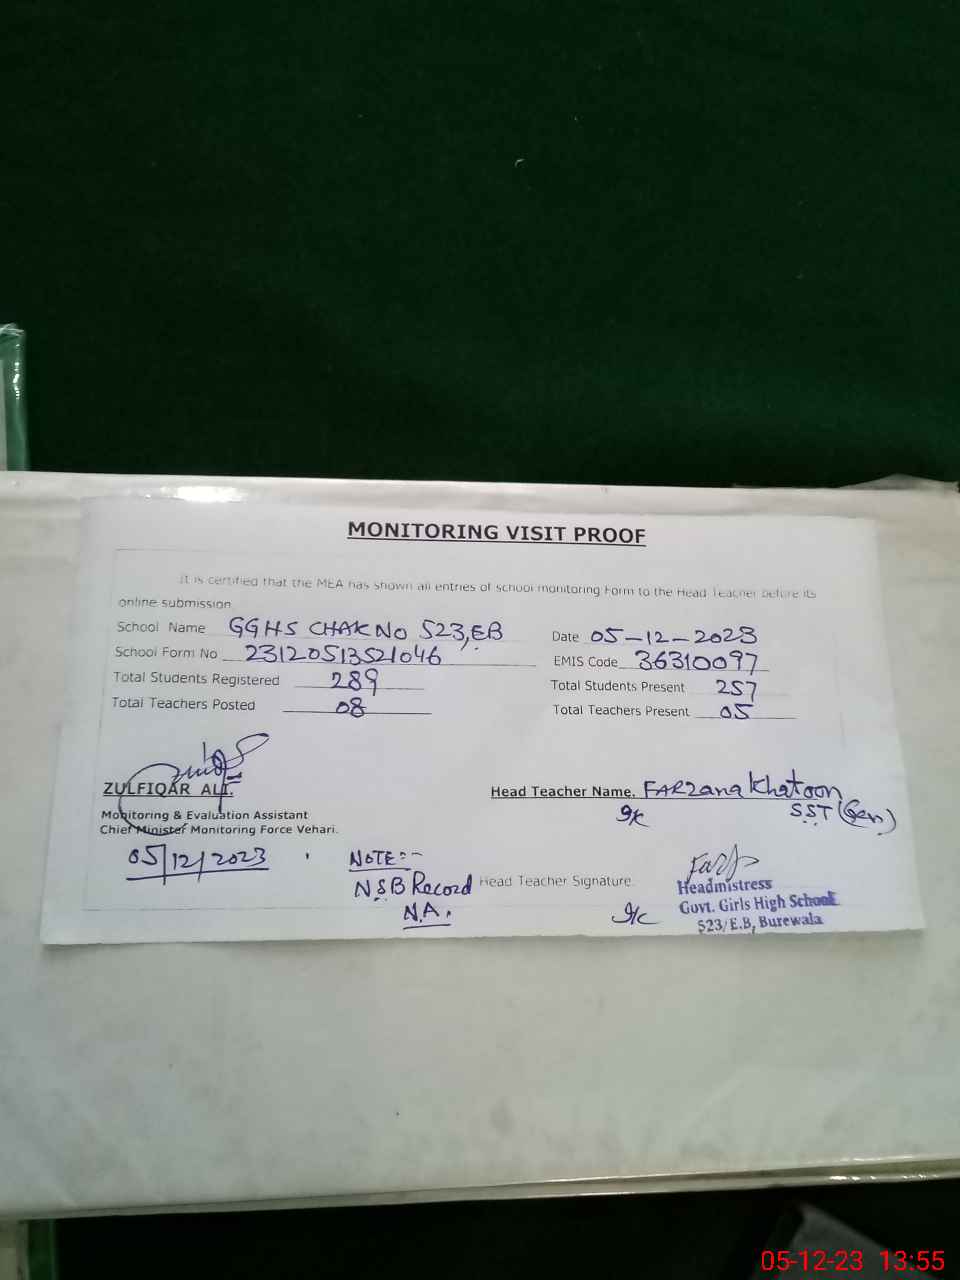 MONITORING VISIT PROOF
It is certified that the MEA has shown all entries of school monitoring Form to the Head Teacher before its
online submission.
School Name GGHS CHAK No 523, EB
Date 05-12-2023
School Form No 23120513521046
EMIS Code 36310097
Total Students Registered 289
Total Students Present 257
Total Teachers Posted 08
Total Teachers Present 05
ZULFIQAR ALI.
Head Teacher Name. FARzana Khatoon
I/c SST (Gen)
Monitoring & Evaluation Assistant
Chief Minister Monitoring Force Vehari.
05/12/2023
NOTE:-
NSB Record
N.A.
Head Teacher Signature.
I/c
Headmistress
Govt. Girls High School
523/E.B, Burewala
05-12-23 13:55